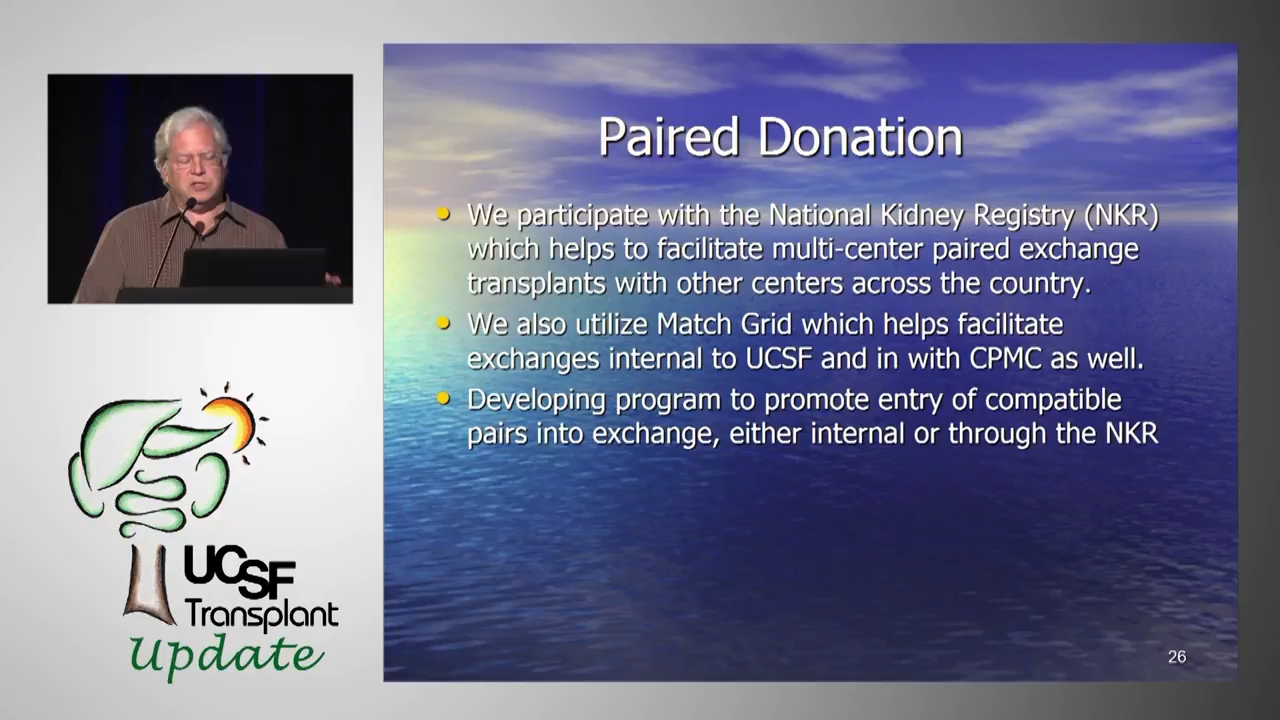 Paired Donation
We participate with the National Kidney Registry (NKR)
which helps to facilitate multi-center paired exchange
transplants with other centers across the country.
We also utilize Match Grid which helps facilitate
exchanges internal to UCSF and in with CPMC as well.
Developing program to promote entry of compatible
pairs into exchange, either internal or through the NKR
26
UCSF
Transplant
Update